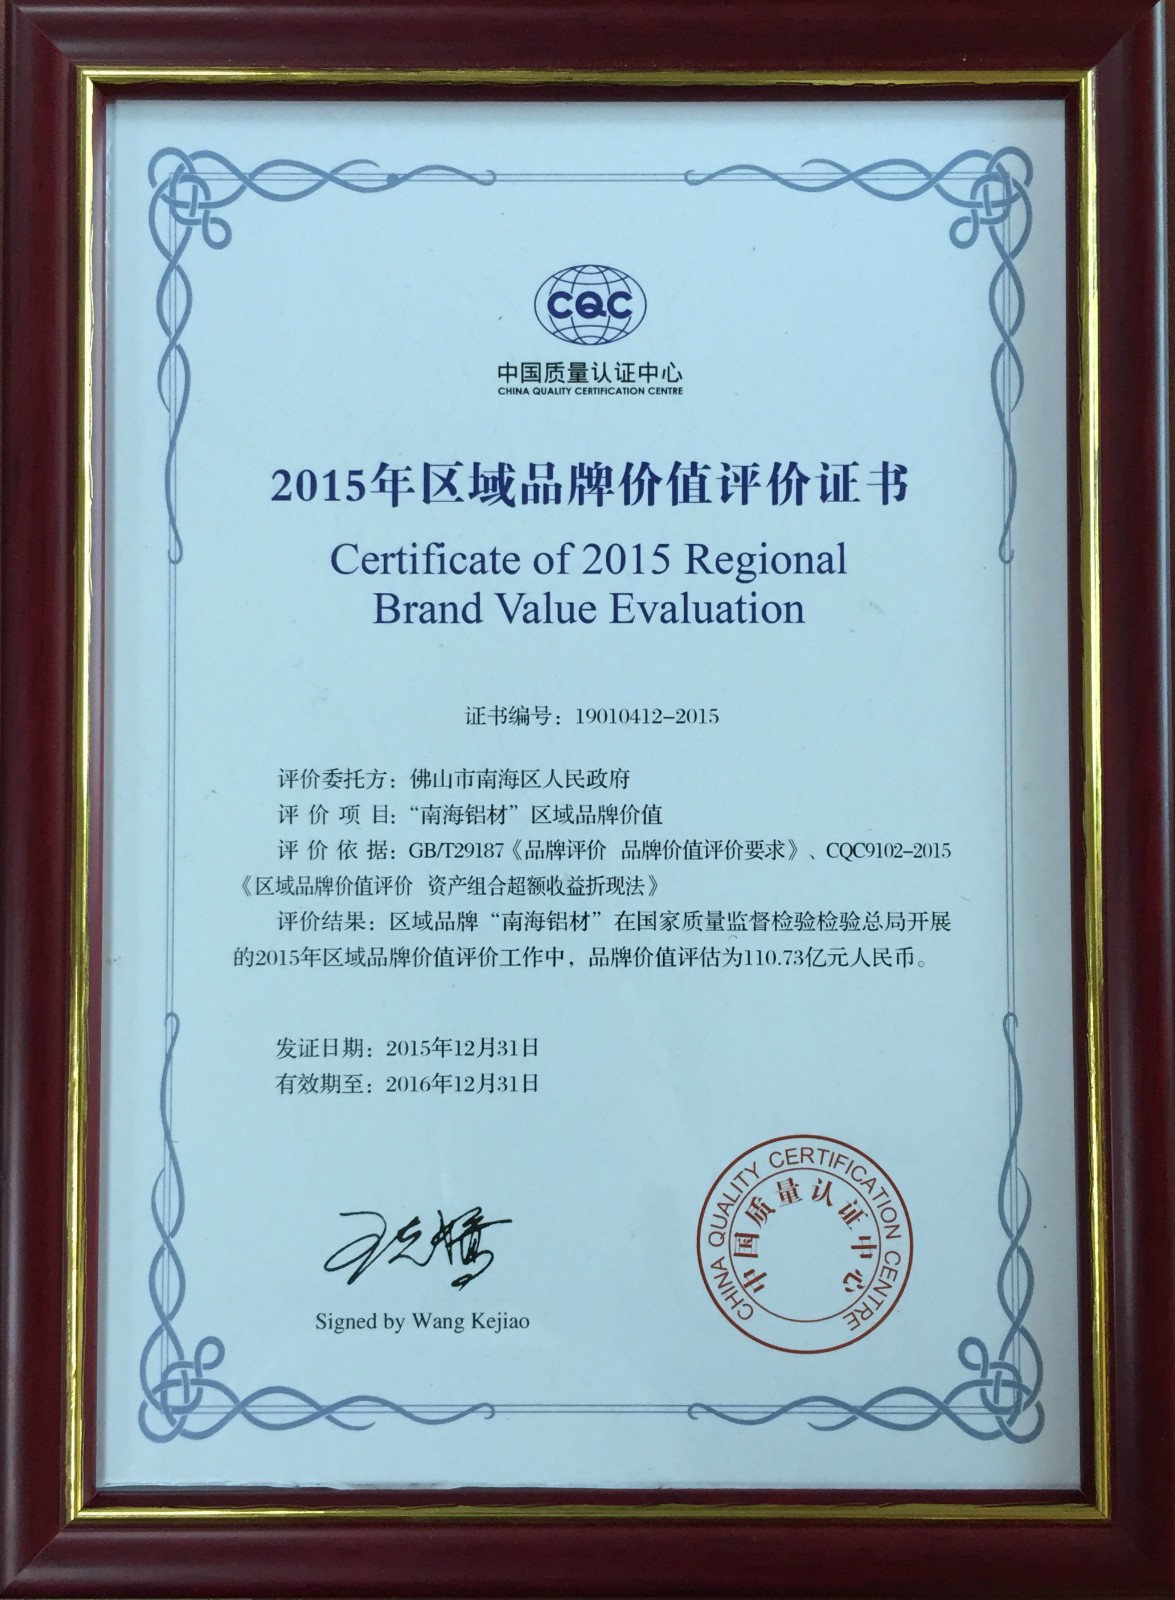 CQC
中国质量认证中心
CHINA QUALITY CERTIFICATION CENTRE
2015年区域品牌价值评价证书
Certificate of 2015 Regional
Brand Value Evaluation
证书编号：19010412-2015
评价委托方：佛山市南海区人民政府
评 价 项 目：“南海铝材”区域品牌价值
评 价 依 据：GB/T29187《品牌评价 品牌价值评价要求》、CQC9102-2015
《区域品牌价值评价 资产组合超额收益折现法》
评价结果：区域品牌“南海铝材”在国家质量监督检验检验总局开展
的2015年区域品牌价值评价工作中，品牌价值评估为110.73亿元人民币。
发证日期：2015年12月31日
有效期至：2016年12月31日
王克娇
Signed by Wang Kejiao
CHINA QUALITY CERTIFICATION CENTRE
中国质量认证中心